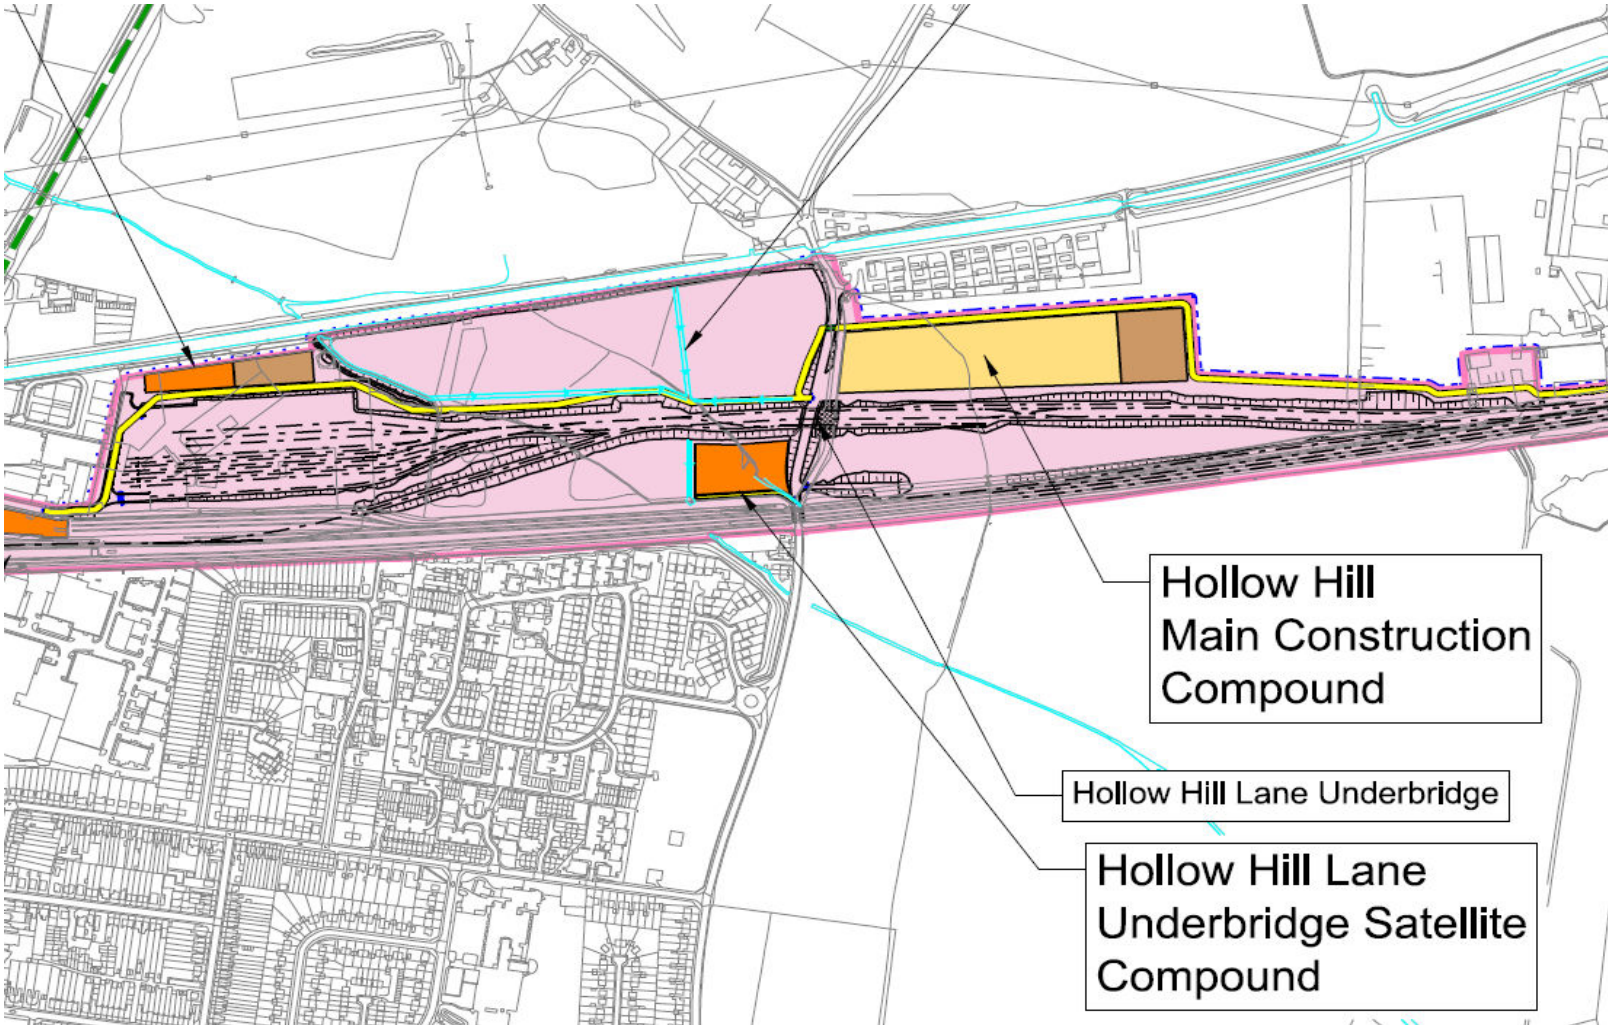 Hollow Hill
Main Construction
Compound
Hollow Hill Lane Underbridge
Hollow Hill Lane
Underbridge Satellite
Compound